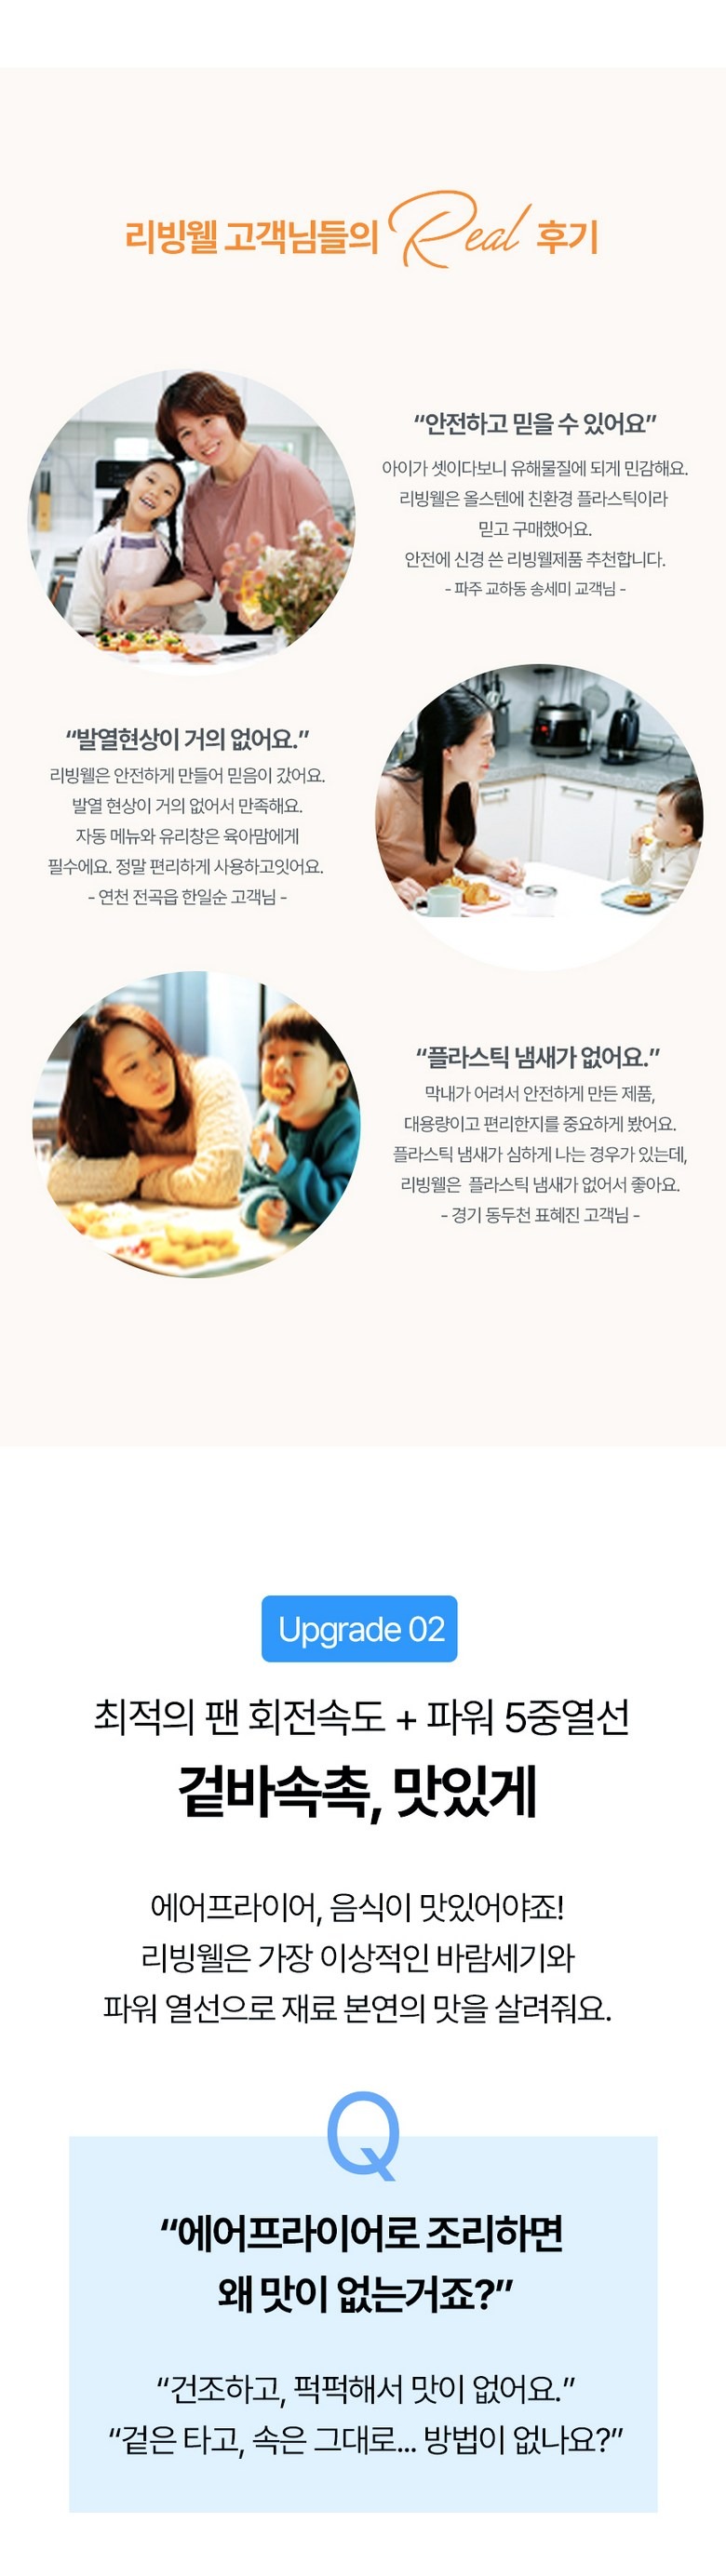 리빙웰 고객님들의 Real 후기
“안전하고 믿을 수 있어요”
아이가 셋이다보니 유해물질에 되게 민감해요.
리빙웰은 올스텐에 친환경 플라스틱이라
믿고 구매했어요.
안전에 신경 쓴 리빙웰제품 추천합니다.
- 파주 교하동 송세미 교객님 -
“발열현상이 거의 없어요.”
리빙웰은 안전하게 만들어 믿음이 갔어요.
발열 현상이 거의 없어서 만족해요.
자동 메뉴와 유리창은 육아맘에게
필수에요. 정말 편리하게 사용하고잇어요.
- 연천 전곡읍 한일순 고객님 -
“플라스틱 냄새가 없어요.”
막내가 어려서 안전하게 만든 제품,
대용량이고 편리한지를 중요하게 봤어요.
플라스틱 냄새가 심하게 나는 경우가 있는데,
리빙웰은 플라스틱 냄새가 없어서 좋아요.
- 경기 동두천 표혜진 고객님 -
Upgrade 02
최적의 팬 회전속도 + 파워 5중열선
겉바속촉, 맛있게
에어프라이어, 음식이 맛있어야죠!
리빙웰은 가장 이상적인 바람세기와
파워 열선으로 재료 본연의 맛을 살려줘요.
Q
“에어프라이어로 조리하면
왜 맛이 없는거죠?”
“건조하고, 퍽퍽해서 맛이 없어요.”
“겉은 타고, 속은 그대로... 방법이 없나요?”